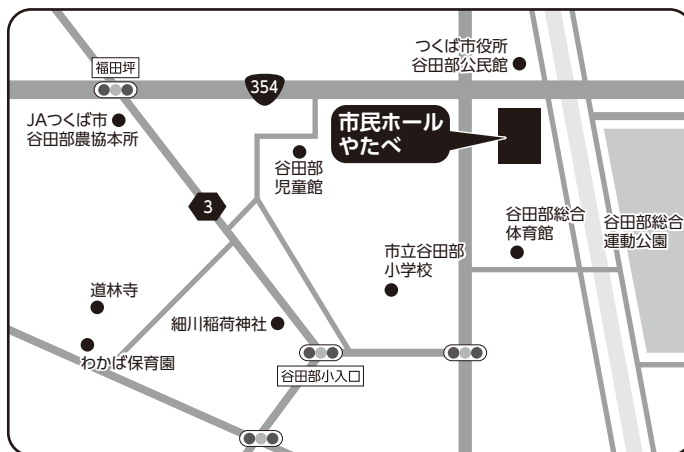 つくば市役所
谷田部公民館
福田坪
354
JAつくば市
谷田部農協本所
市民ホール
やたべ
谷田部
児童館
3
谷田部総合
体育館
谷田部総合
運動公園
市立谷田部
小学校
道林寺
細川稲荷神社
わかば保育園
谷田部小入口